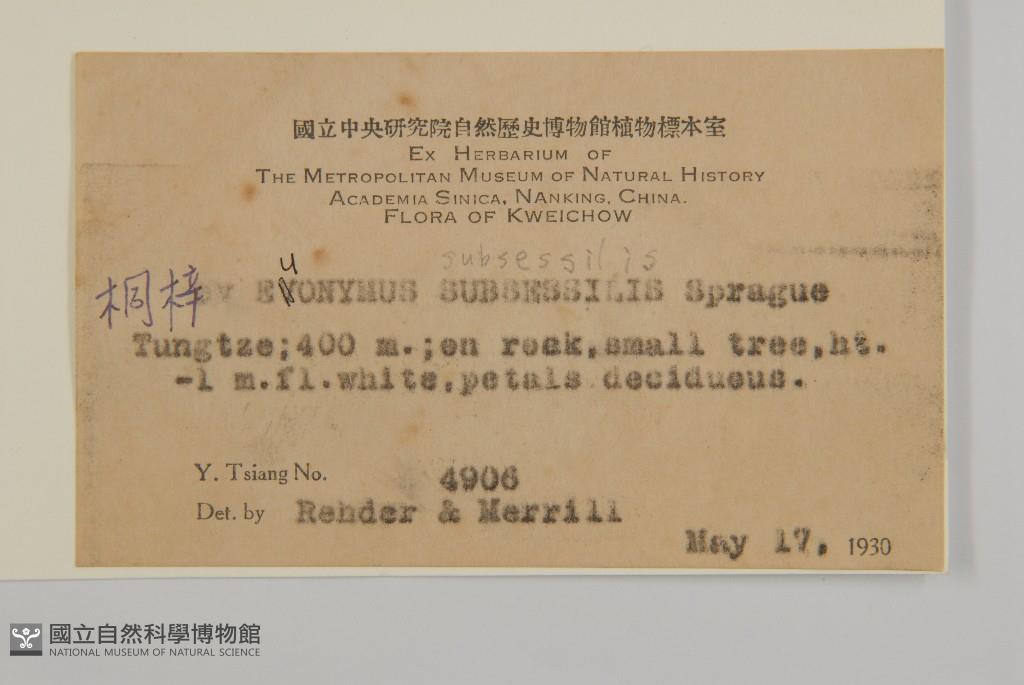 國立中央研究院自然歷史博物館植物標本室
EX HERBARIUM OF
THE METROPOLITAN MUSEUM OF NATURAL HISTORY
ACADEMIA SINICA, NANKING, CHINA.
FLORA OF KWEICHOW
subsessilis
u
桐梓 EVONYMUS SUBSESSILIS Sprague
Tungtze;400 m.;on rock,small tree,ht.
-1 m.fl.white,petals deciduous.
Y. Tsiang No. 4906
Det. by Rehder & Merrill
May 17, 1930
國立自然科學博物館
NATIONAL MUSEUM OF NATURAL SCIENCE